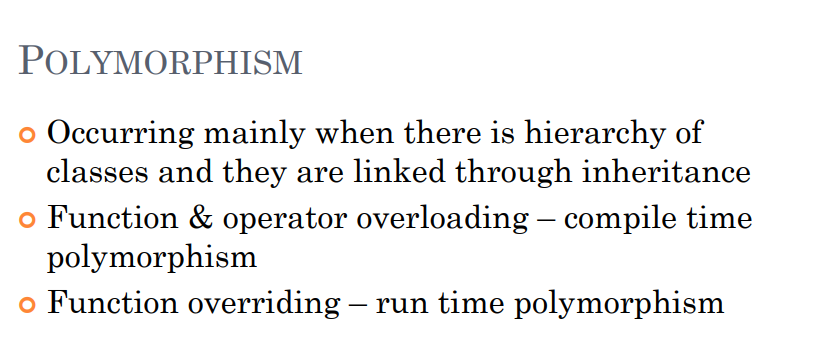 POLYMORPHISM
Occurring mainly when there is hierarchy of
classes and they are linked through inheritance
Function & operator overloading – compile time
polymorphism
Function overriding – run time polymorphism